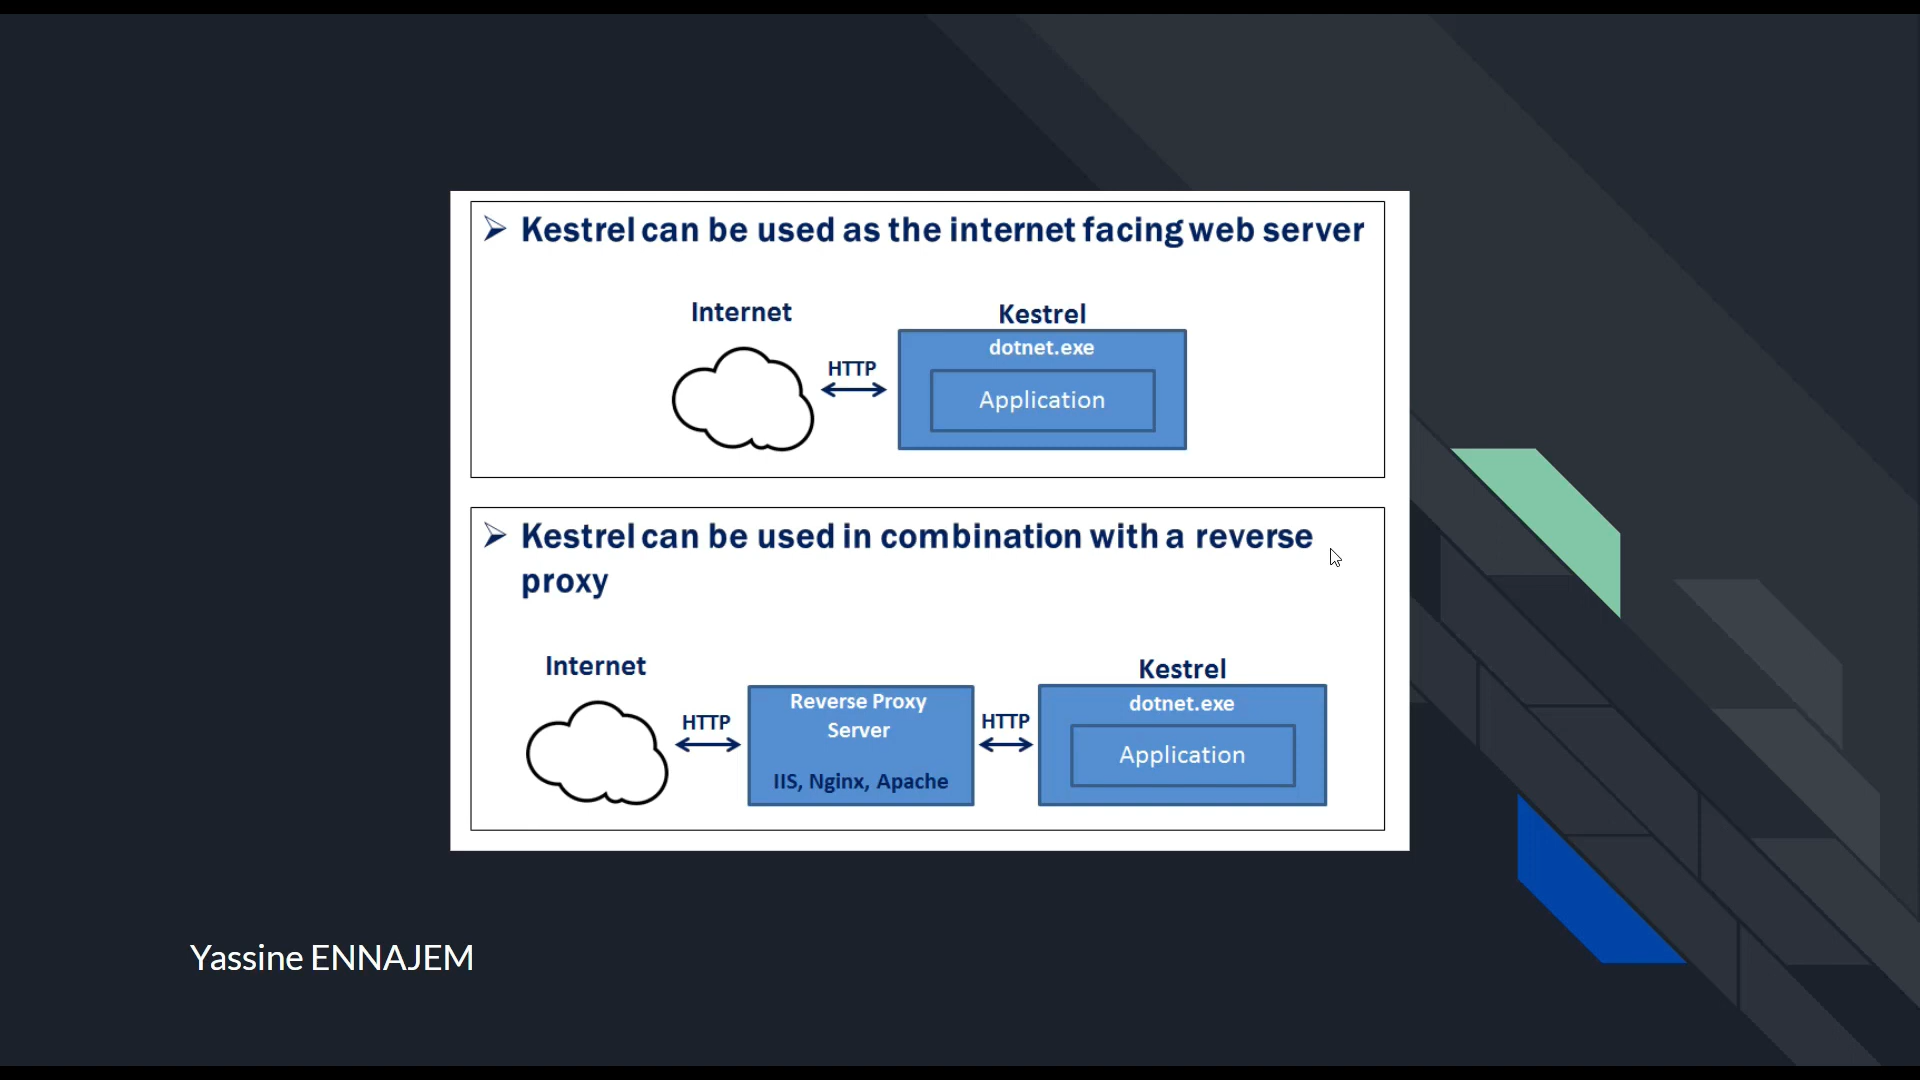 Kestrel can be used as the internet facing web server
Internet
Kestrel
dotnet.exe
HTTP
Application
Kestrel can be used in combination with a reverse
proxy
Internet
Kestrel
Reverse Proxy
dotnet.exe
HTTP
HTTP
Server
Application
IIS, Nginx, Apache
Yassine ENNAJEM